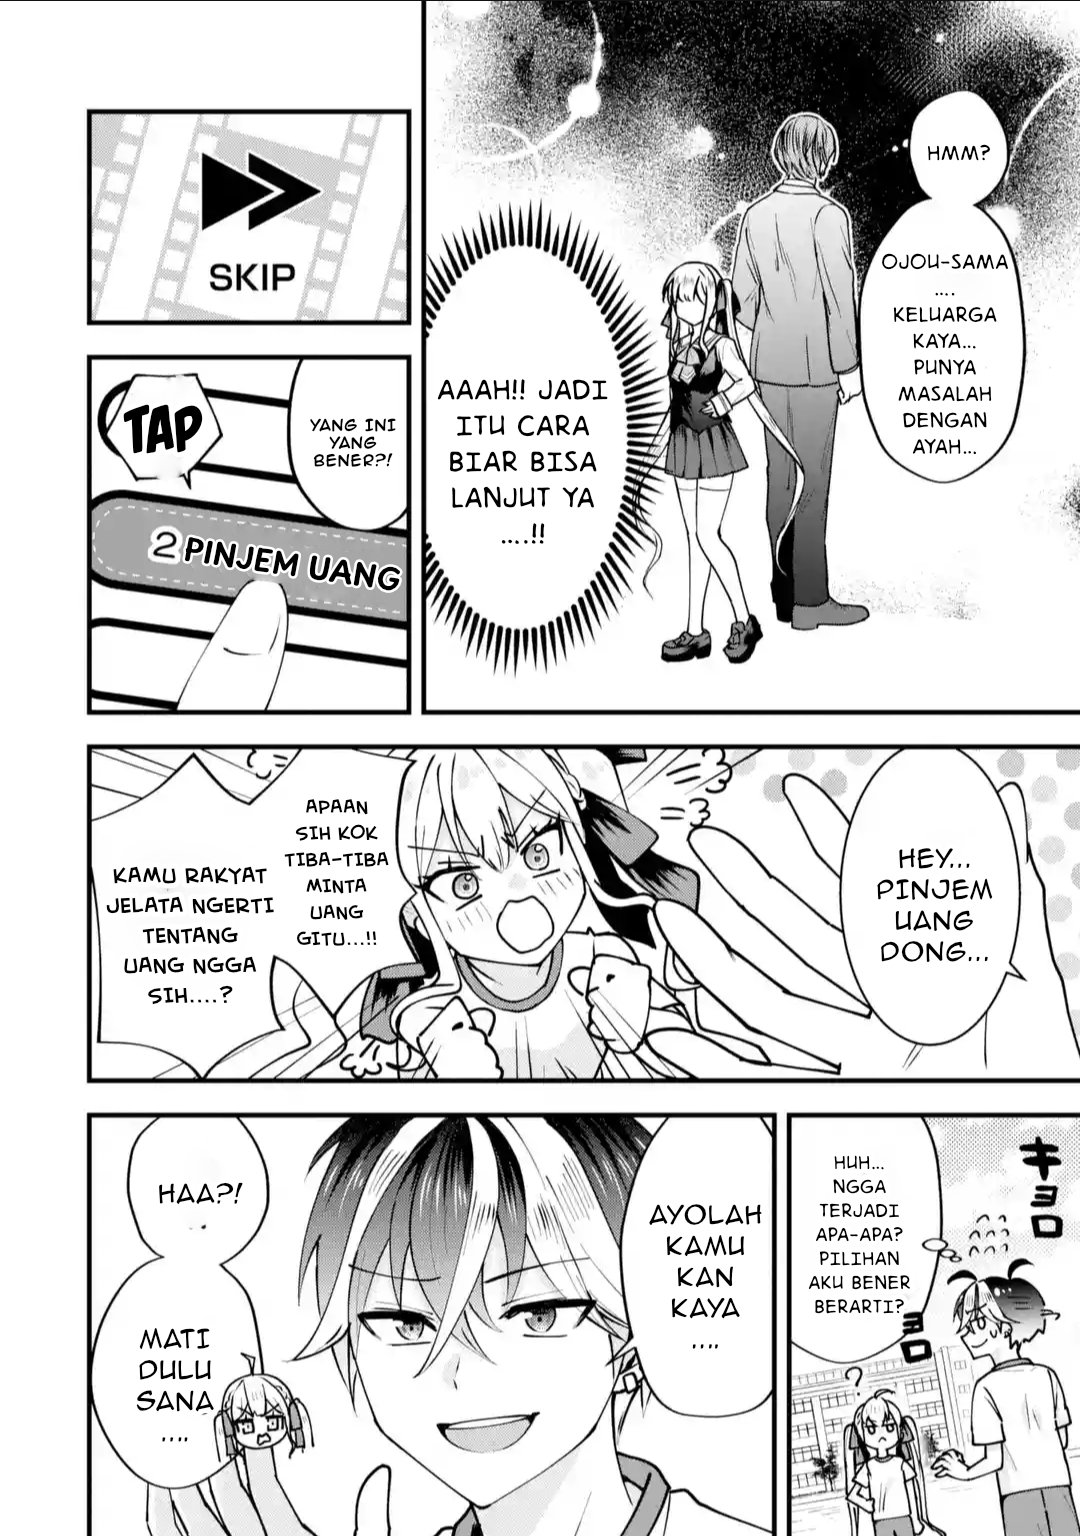 HMM?
OJOU-SAMA
....
KELUARGA
KAYA...
PUNYA
MASALAH
DENGAN
AYAH...
AAAH!! JADI
ITU CARA
BIAR BISA
LANJUT YA
....!!
SKIP
YANG INI
YANG
BENER?!
TAP
2 PINJEM UANG
HEY...
PINJEM
UANG
DONG...
APAAN
SIH KOK
TIBA-TIBA
MINTA
UANG
GITU...!!
KAMU RAKYAT
JELATA NGERTI
TENTANG
UANG NGGA
SIH....?
キョロ
キョロ
HUH...
NGGA
TERJADI
APA-APA?
PILIHAN
AKU BENER
BERARTI?
?
AYOLAH
KAMU
KAN
KAYA
....
HAA?!
MATI
DULU
SANA
....